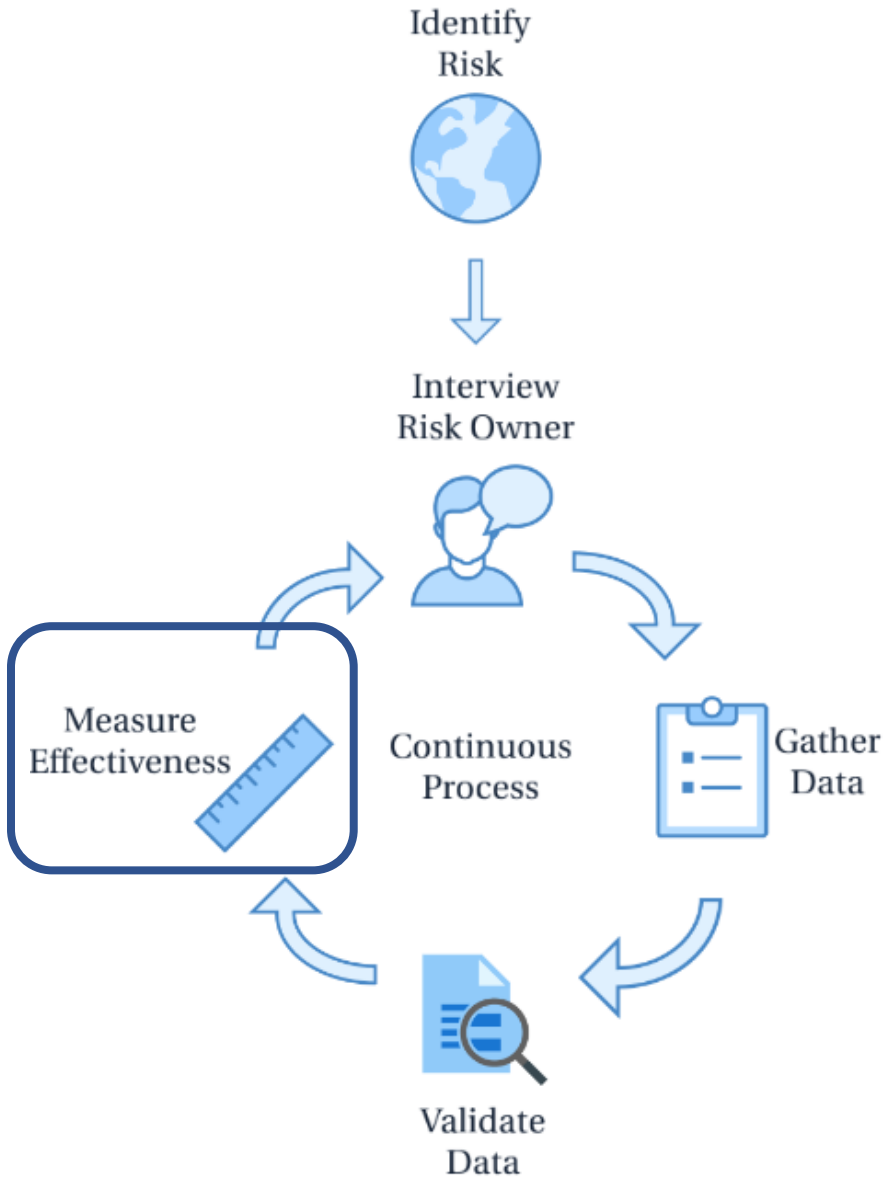 Identify
Risk
Interview
Risk Owner
Measure
Effectiveness
Continuous
Process
Gather
Data
Validate
Data